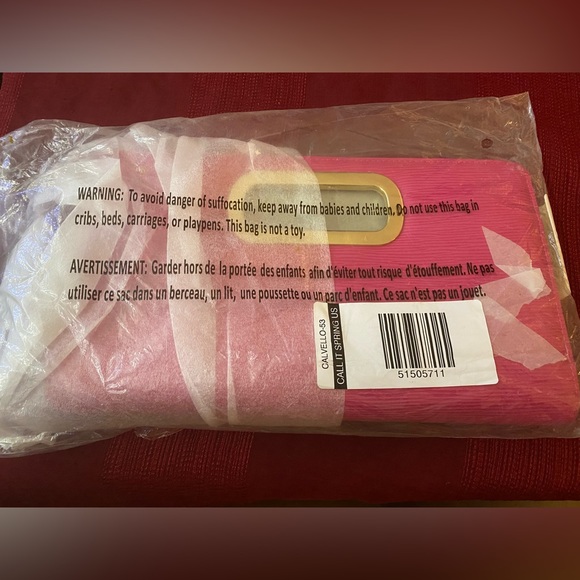 WARNING: To avoid danger of suffocation, keep away from babies and children. Do not use this bag in
cribs, beds, carriages, or playpens. This bag is not a toy.
AVERTISSEMENT: Garder hors de la portée des enfants afin d'éviter tout risque d'étouffement. Ne pas
utiliser ce sac dans un berceau, un lit, une poussette ou un parc d'enfant. Ce sac n'est pas un jouet.
CALVELLO-53
CALL IT SPRING US
51505711